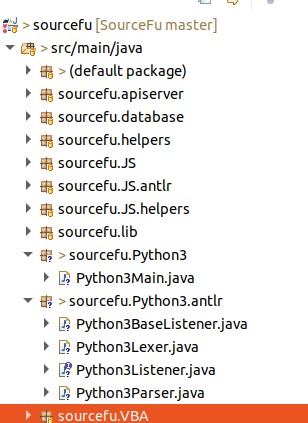 > sourcefu [SourceFu master]
> src/main/java
> (default package)
sourcefu.apiserver
sourcefu.database
sourcefu.helpers
sourcefu.JS
sourcefu.JS.antlr
sourcefu.JS.helpers
sourcefu.lib
> sourcefu.Python3
Python3Main.java
> sourcefu.Python3.antlr
Python3BaseListener.java
Python3Lexer.java
Python3Listener.java
Python3Parser.java
> sourcefu.VBA